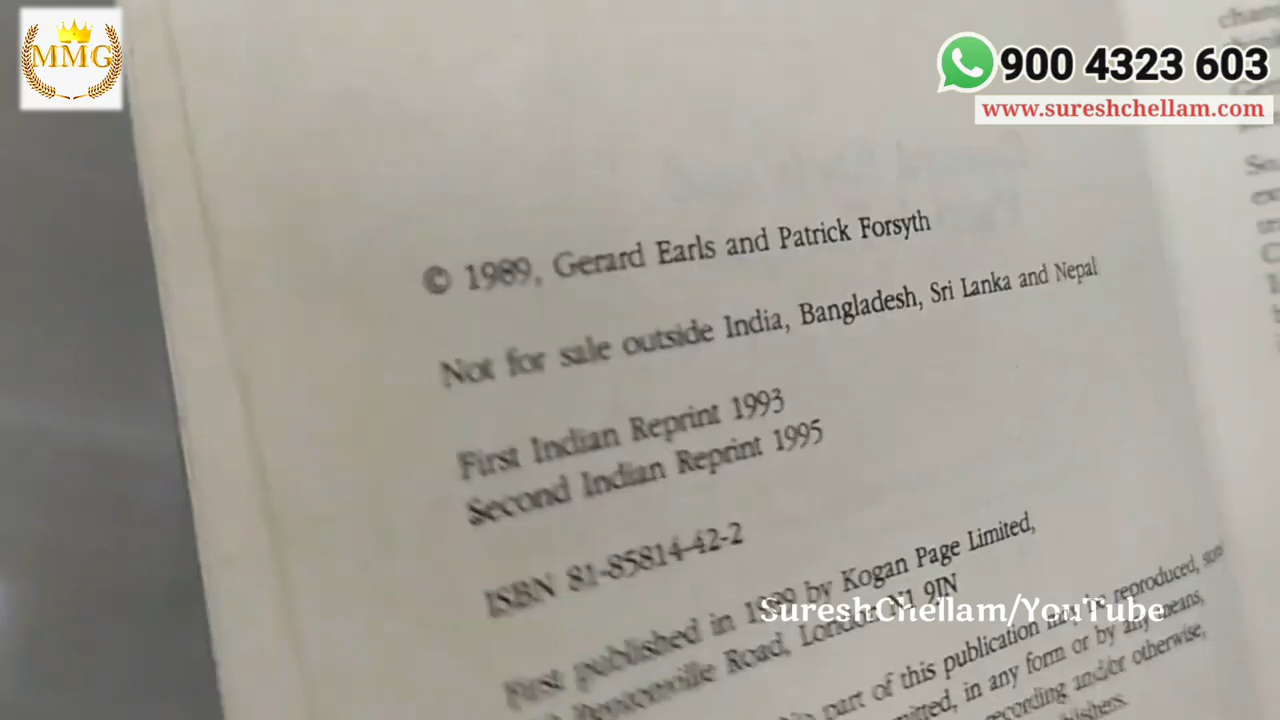 MMG
900 4323 603
www.sureshchellam.com
© 1989, Gerard Earls and Patrick Forsyth
Not for sale outside India, Bangladesh, Sri Lanka and Nepal
First Indian Reprint 1993
Second Indian Reprint 1995
ISBN 81-85814-42-2
First published in 1989 by Kogan Page Limited,
Road, London N1 9JN
SureshChellam/YouTube
part of this publication may be reproduced,
in any form or by any means,
recording and/or otherwise,